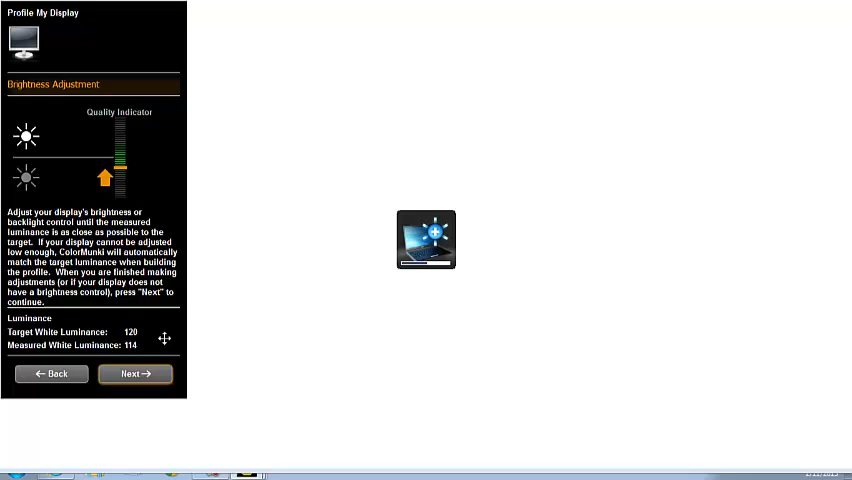 Profile My Display
Brightness Adjustment
Quality Indicator
Adjust your display's brightness or
backlight control until the measured
luminance is as close as possible to the
target. If your display cannot be adjusted
low enough, ColorMunki will automatically
match the target luminance when building
the profile. When you are finished making
adjustments (or if your display does not
have a brightness control), press "Next" to
continue.
Luminance
Target White Luminance: 120
Measured White Luminance: 114
Back
Next